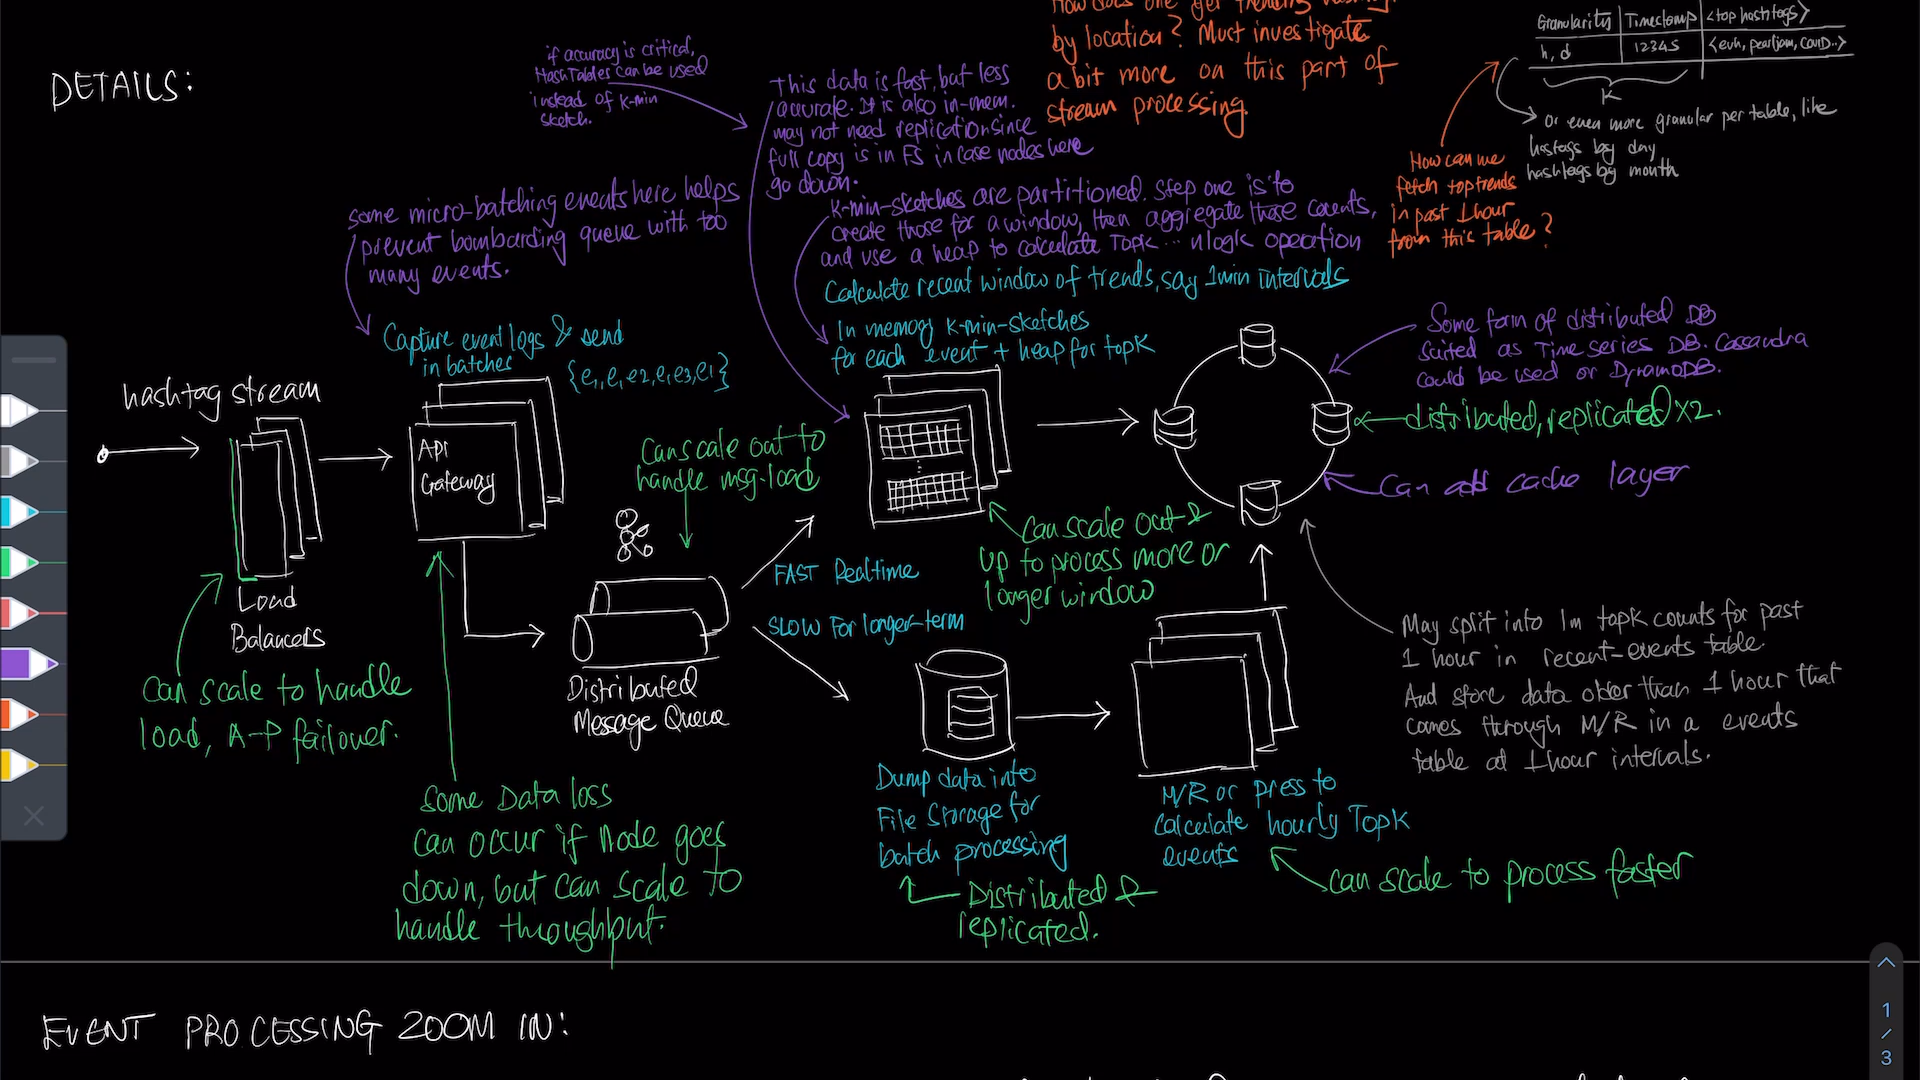 DETAILS:
if accuracy is critical,
HashTables can be used
instead of k-min
sketch.
This data is fast, but less
accurate. It is also in-mem.
may not need replication since
full copy is in FS in case nodes here
go down.
by location? Must investigate
a bit more on this part of
stream processing.
Granularity Timestamp <top hashtags>
h, d 12345 <evh, pearljam, covid..>
K
Or even more granular per table, like
hastags by day
hashtags by month
How can we
fetch top trends
in past 1 hour
from this table?
Some micro-batching events here helps
prevent bombarding queue with too
many events.
K-min-sketches are partitioned. Step one is to
create those for a window, then aggregate those counts,
and use a heap to calculate TopK... nlogk operation
Calculate recent window of trends, say 1min intervals
In memory k-min-sketches
for each event + heap for topK
Capture event logs & send
in batches
{e1, e1 e2, e1 e3, e1}
Some form of distributed DB
suited as Time series DB. Cassandra
could be used or DynamoDB.
distributed, replicated X2.
Can add cache layer
hashtag stream
Api
Gateway
Can scale out to
handle msg-load
Can scale out &
up to process more or
longer window
FAST Realtime
SLOW For longer-term
Load
Balancers
Can scale to handle
load, A-P failover.
Distributed
Message Queue
May split into 1m topK counts for past
1 hour in recent-events table.
And store data older than 1 hour that
comes through M/R in a events
table at 1 hour intervals.
Some Data loss
can occur if Node goes
down, but can scale to
handle throughput.
Dump data into
File Storage for
batch processing
Distributed &
replicated.
M/R or press to
calculate hourly TopK
events
can scale to process faster
EVENT PROCESSING ZOOM IN:
1
/
3